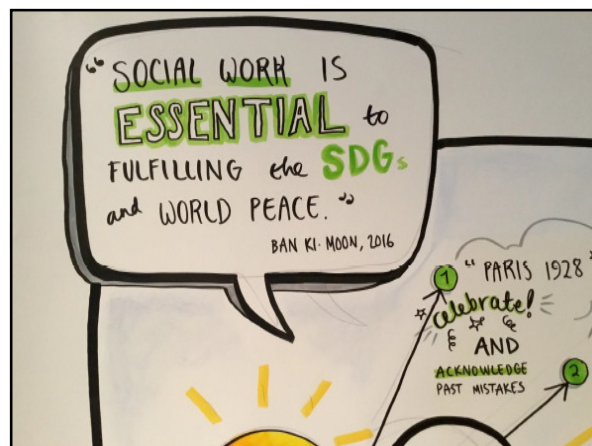 “SOCIAL WORK IS
ESSENTIAL to
FULFILLING the SDGs
and WORLD PEACE.”
BAN KI-MOON, 2016
1 “PARIS 1928”
celebrate!
AND
ACKNOWLEDGE
PAST MISTAKES
2